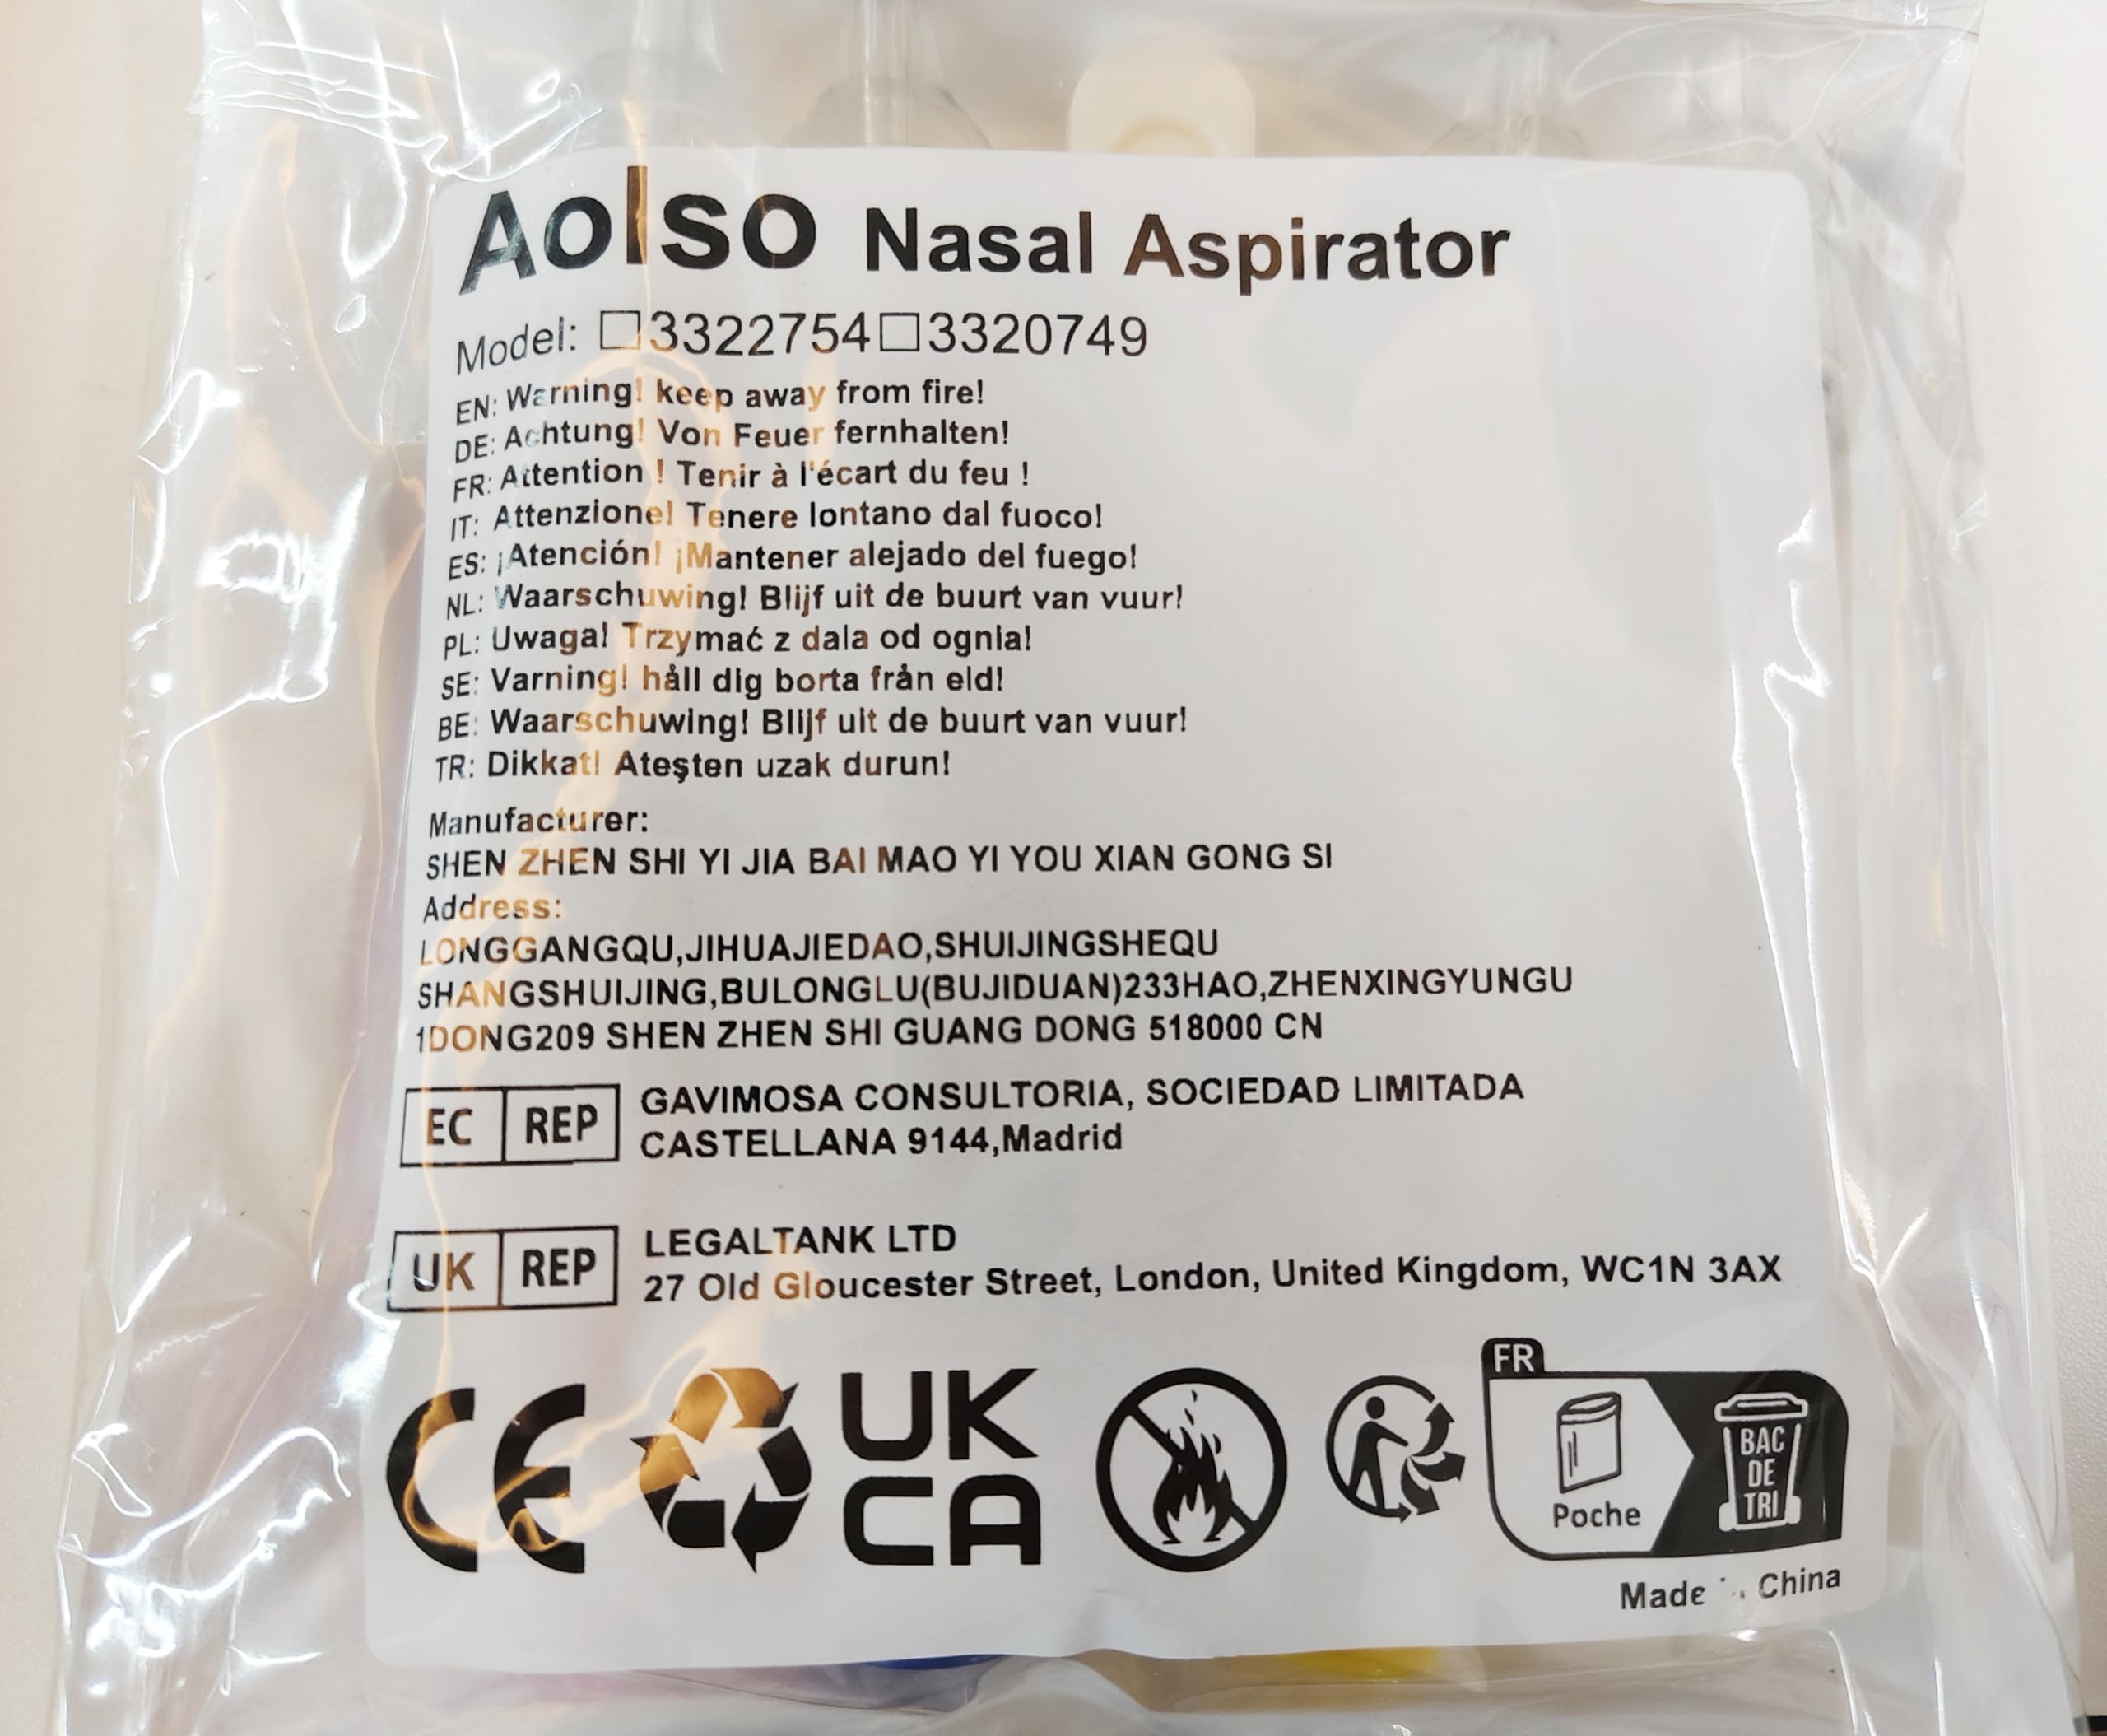 AoIso Nasal Aspirator
Model: □3322754□3320749
EN: Warning! keep away from fire!
DE: Achtung! Von Feuer fernhalten!
FR: Attention ! Tenir à l'écart du feu !
IT: Attenzione! Tenere lontano dal fuoco!
ES: ¡Atención! ¡Mantener alejado del fuego!
NL: Waarschuwing! Blijf uit de buurt van vuur!
PL: Uwaga! Trzymać z dala od ognia!
SE: Varning! håll dig borta från eld!
BE: Waarschuwing! Blijf uit de buurt van vuur!
TR: Dikkat! Ateşten uzak durun!
Manufacturer:
SHEN ZHEN SHI YI JIA BAI MAO YI YOU XIAN GONG SI
Address:
LONGGANGQU,JIHUAJIEDAO,SHUIJINGSHEQU
SHANGSHUIJING,BULONGLU(BUJIDUAN)233HAO,ZHENXINGYUNGU
1DONG209 SHEN ZHEN SHI GUANG DONG 518000 CN
EC REP GAVIMOSA CONSULTORIA, SOCIEDAD LIMITADA
CASTELLANA 9144,Madrid
UK REP LEGALTANK LTD
27 Old Gloucester Street, London, United Kingdom, WC1N 3AX
CE
UK
CA
FR
Poche
BAC
DE
TRI
Made in China